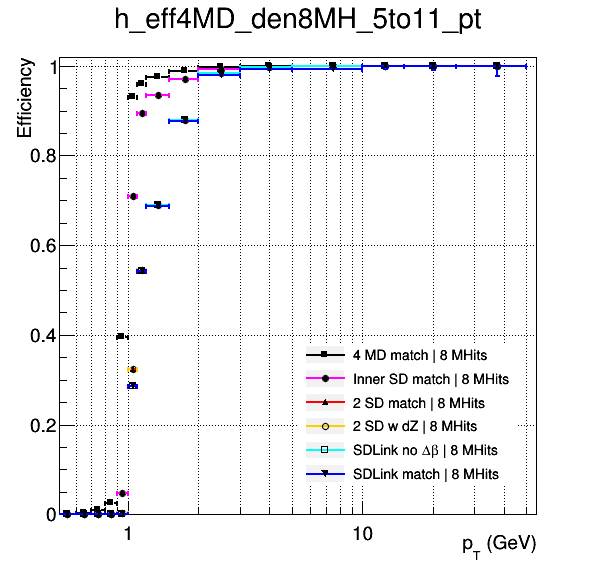 h_eff4MD_den8MH_5to11_pt
Efficiency
1
0.8
0.6
0.4
0.2
0
4 MD match | 8 MHits
Inner SD match | 8 MHits
2 SD match | 8 MHits
2 SD w dZ | 8 MHits
SDLink no Δβ | 8 MHits
SDLink match | 8 MHits
1 10
p_T (GeV)